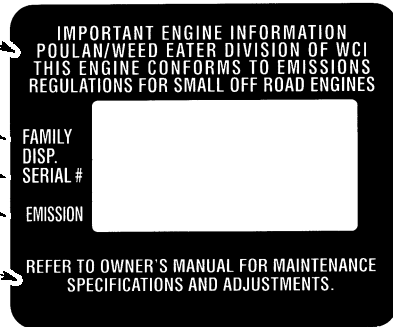 IMPORTANT ENGINE INFORMATION
POULAN/WEED EATER DIVISION OF WCI
THIS ENGINE CONFORMS TO EMISSIONS
REGULATIONS FOR SMALL OFF ROAD ENGINES
FAMILY
DISP.
SERIAL #
EMISSION
REFER TO OWNER'S MANUAL FOR MAINTENANCE
SPECIFICATIONS AND ADJUSTMENTS.